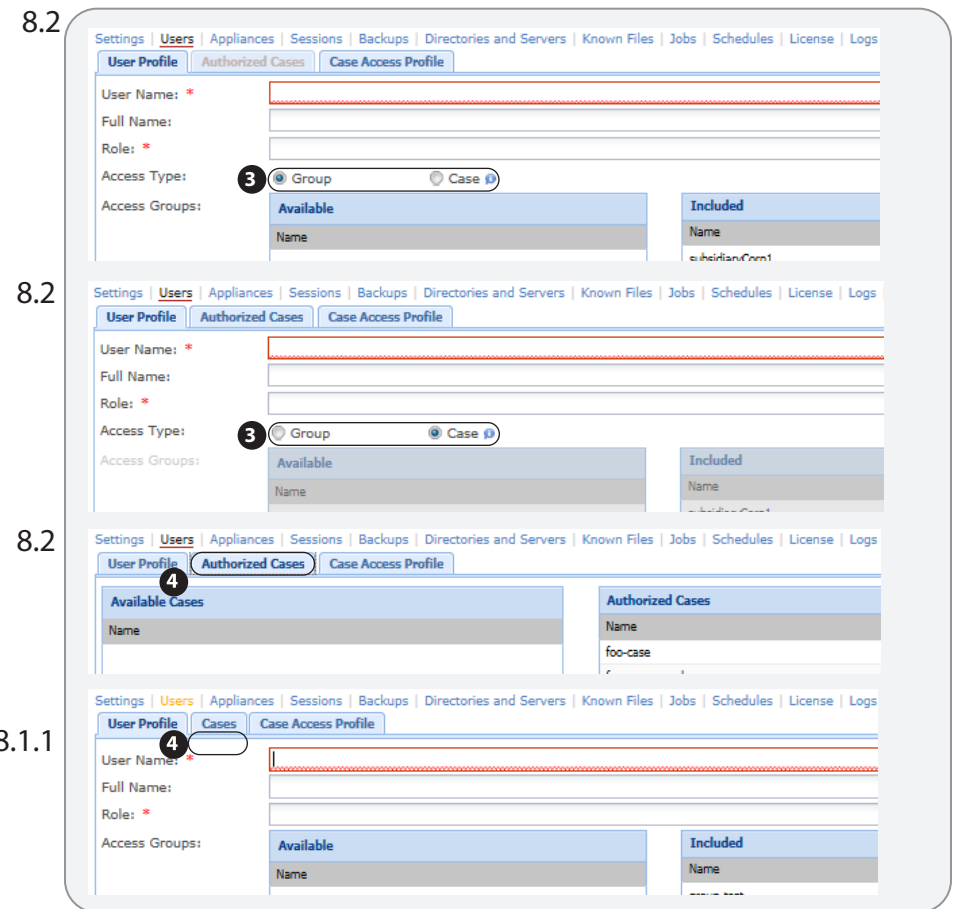 8.2
Settings | Users | Appliances | Sessions | Backups | Directories and Servers | Known Files | Jobs | Schedules | License | Logs
User Profile Authorized Cases Case Access Profile
User Name: *
Full Name:
Role: *
Access Type: 3 Group Case
Access Groups: Available Included
Name Name
subsidiaryCorp1
8.2
Settings | Users | Appliances | Sessions | Backups | Directories and Servers | Known Files | Jobs | Schedules | License | Logs
User Profile Authorized Cases Case Access Profile
User Name: *
Full Name:
Role: *
Access Type: 3 Group Case
Access Groups: Available Included
Name Name
subsidiaryCorp1
8.2
Settings | Users | Appliances | Sessions | Backups | Directories and Servers | Known Files | Jobs | Schedules | License | Logs
User Profile Authorized Cases Case Access Profile
4
Available Cases Authorized Cases
Name Name
foo-case
Settings | Users | Appliances | Sessions | Backups | Directories and Servers | Known Files | Jobs | Schedules | License | Logs
User Profile Cases Case Access Profile
8.1.1 4
User Name: *
Full Name:
Role: *
Access Groups: Available Included
Name Name
group-test